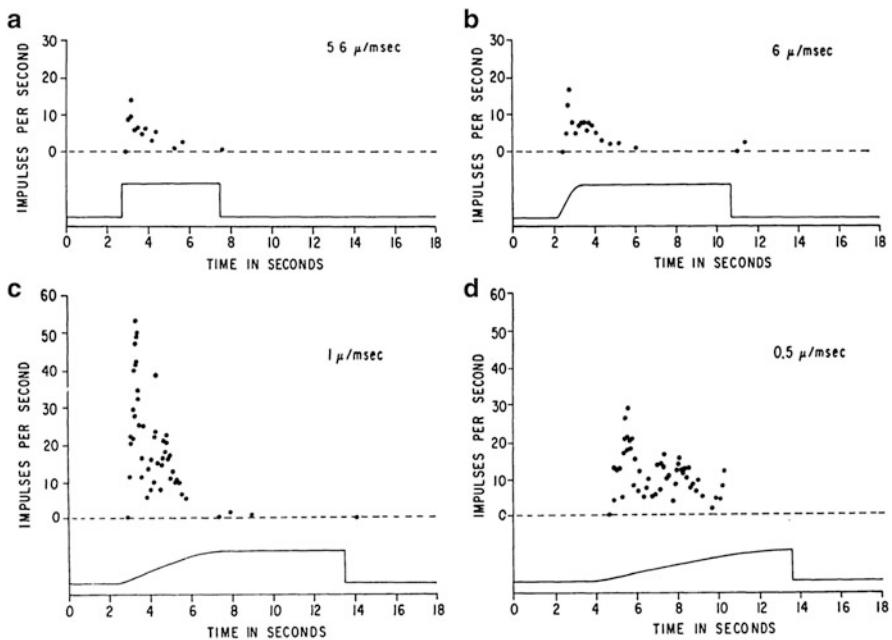 a
IMPULSES PER SECOND
56 μ/msec
30
20
10
0
0 2 4 6 8 10 12 14 16 18
TIME IN SECONDS
b
IMPULSES PER SECOND
6 μ/msec
30
20
10
0
0 2 4 6 8 10 12 14 16 18
TIME IN SECONDS
c
IMPULSES PER SECOND
1 μ/msec
60
50
40
30
20
10
0
0 2 4 6 8 10 12 14 16 18
TIME IN SECONDS
d
IMPULSES PER SECOND
0.5 μ/msec
60
50
40
30
20
10
0
0 2 4 6 8 10 12 14 16 18
TIME IN SECONDS